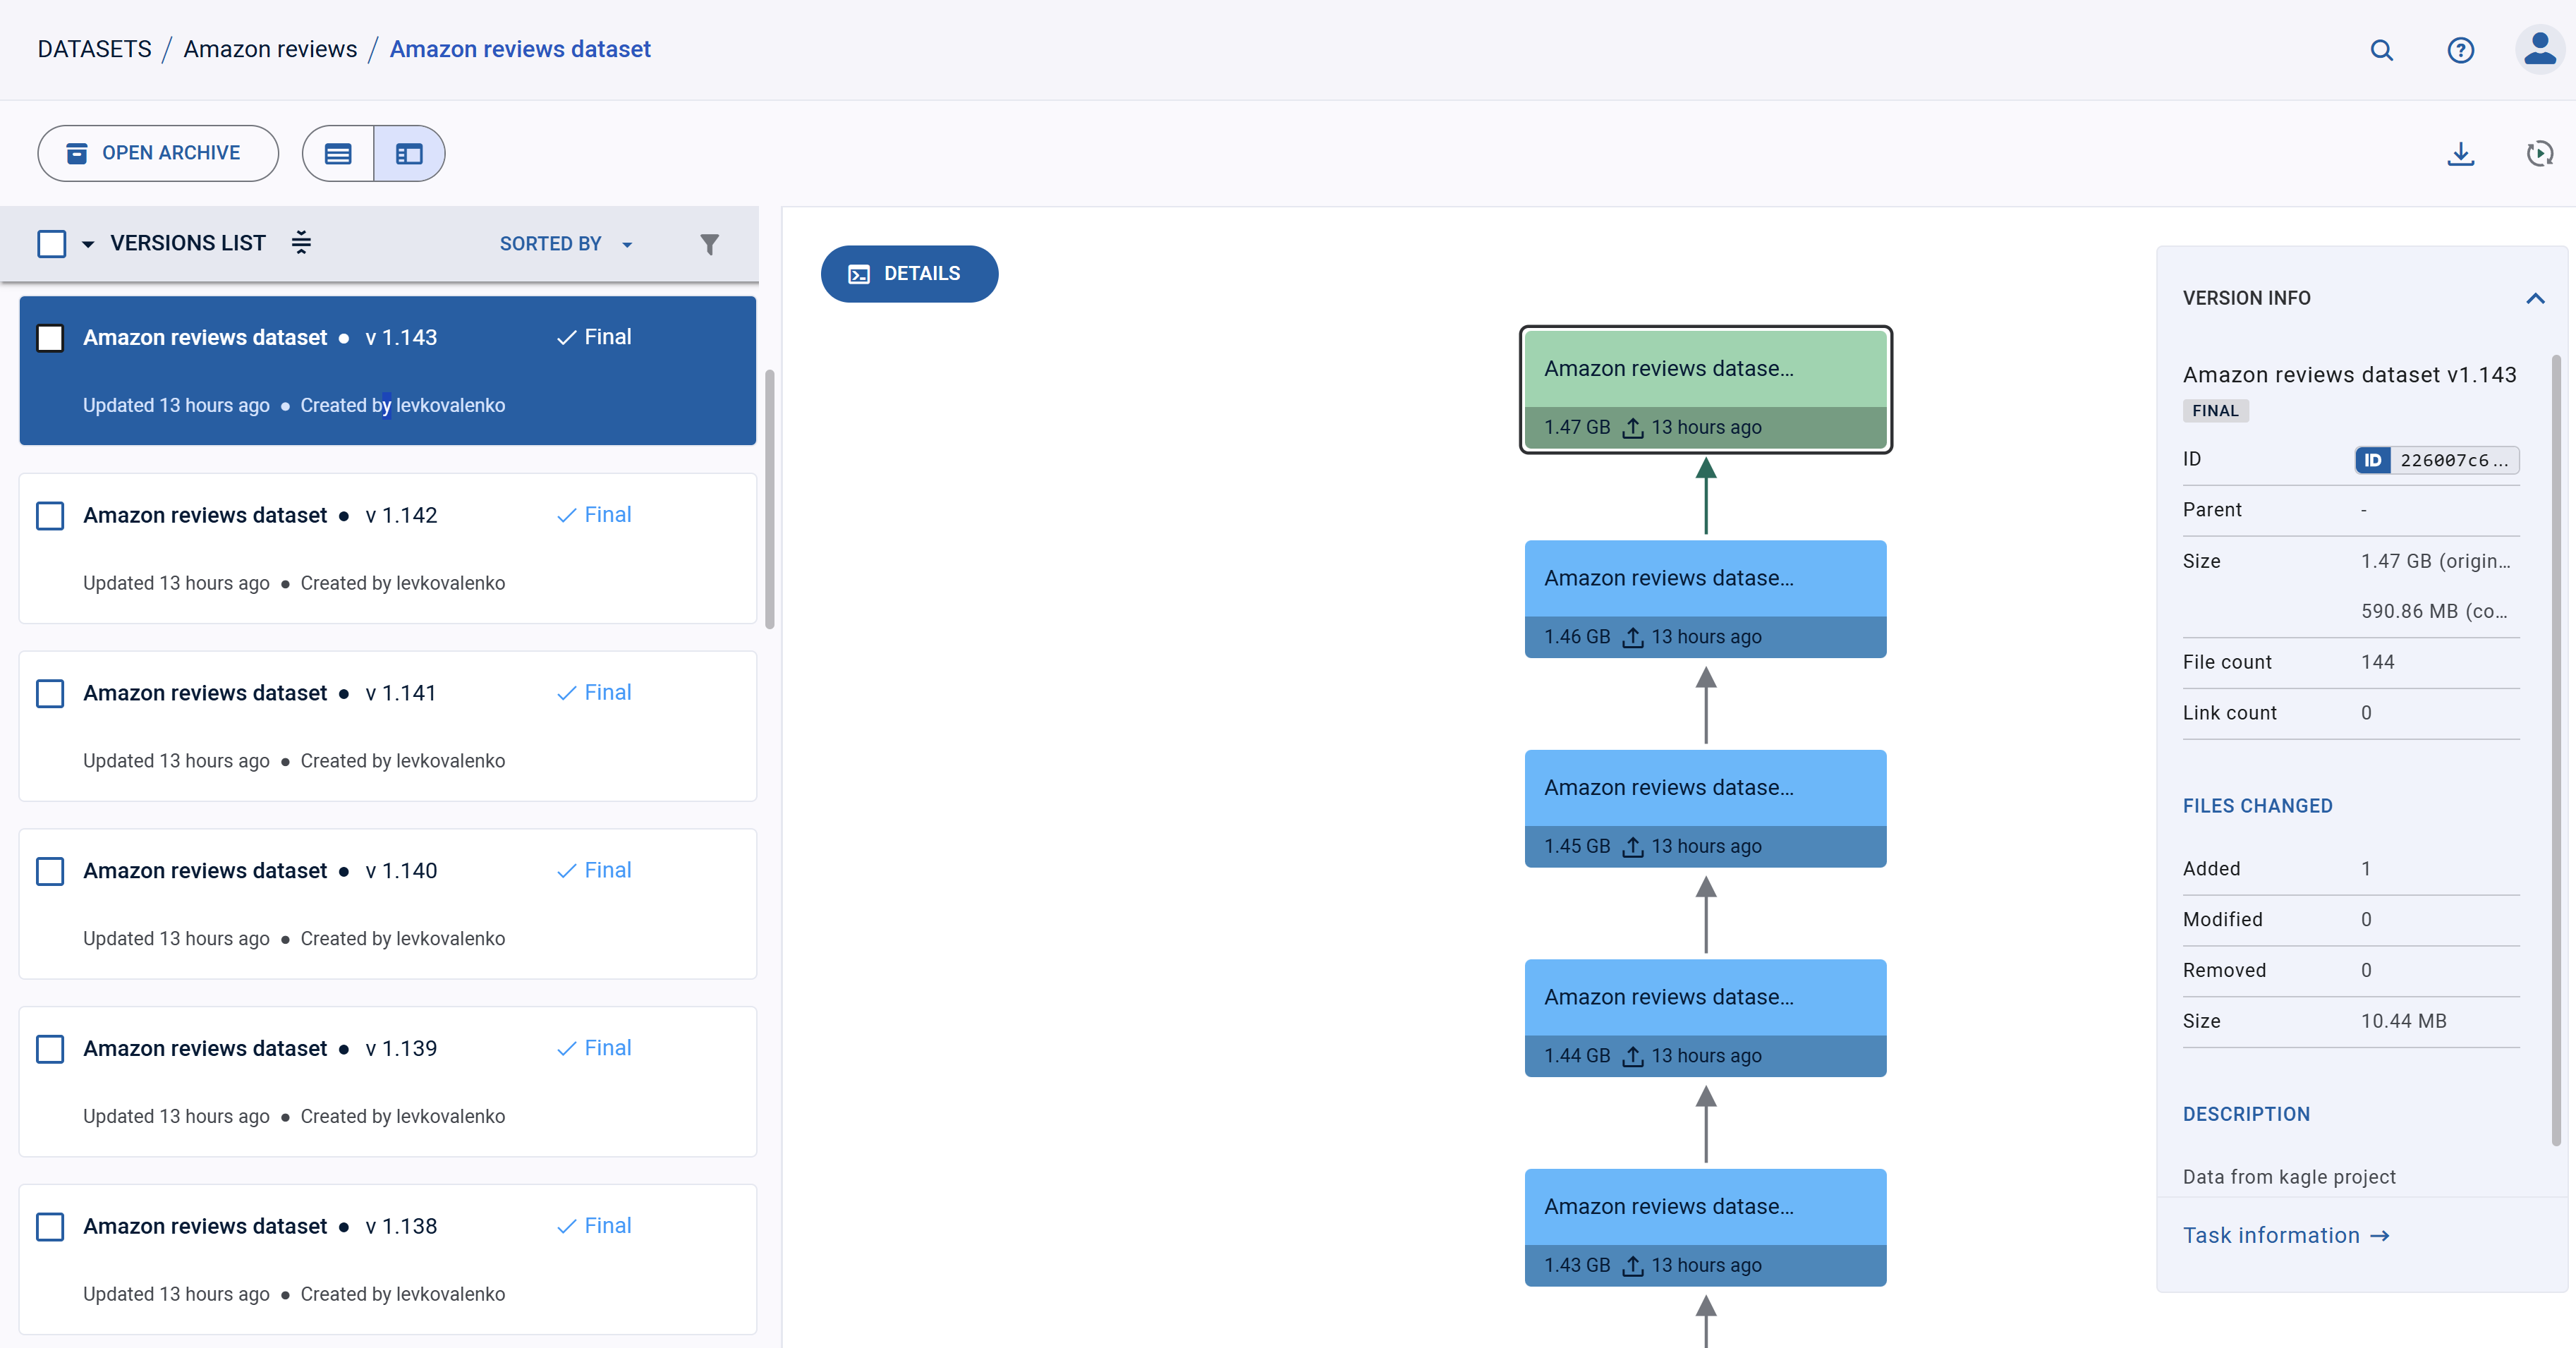 DATASETS / Amazon reviews / Amazon reviews dataset
OPEN ARCHIVE
VERSIONS LIST
SORTED BY
Amazon reviews dataset ● v 1.143 Final
Updated 13 hours ago ● Created by levkovalenko
Amazon reviews dataset ● v 1.142 Final
Updated 13 hours ago ● Created by levkovalenko
Amazon reviews dataset ● v 1.141 Final
Updated 13 hours ago ● Created by levkovalenko
Amazon reviews dataset ● v 1.140 Final
Updated 13 hours ago ● Created by levkovalenko
Amazon reviews dataset ● v 1.139 Final
Updated 13 hours ago ● Created by levkovalenko
Amazon reviews dataset ● v 1.138 Final
Updated 13 hours ago ● Created by levkovalenko
DETAILS
Amazon reviews datase...
1.47 GB 13 hours ago
Amazon reviews datase...
1.46 GB 13 hours ago
Amazon reviews datase...
1.45 GB 13 hours ago
Amazon reviews datase...
1.44 GB 13 hours ago
Amazon reviews datase...
1.43 GB 13 hours ago
VERSION INFO
Amazon reviews dataset v1.143
FINAL
ID ID 226007c6...
Parent -
Size 1.47 GB (origin...
590.86 MB (co...
File count 144
Link count 0
FILES CHANGED
Added 1
Modified 0
Removed 0
Size 10.44 MB
DESCRIPTION
Data from kagle project
Task information →